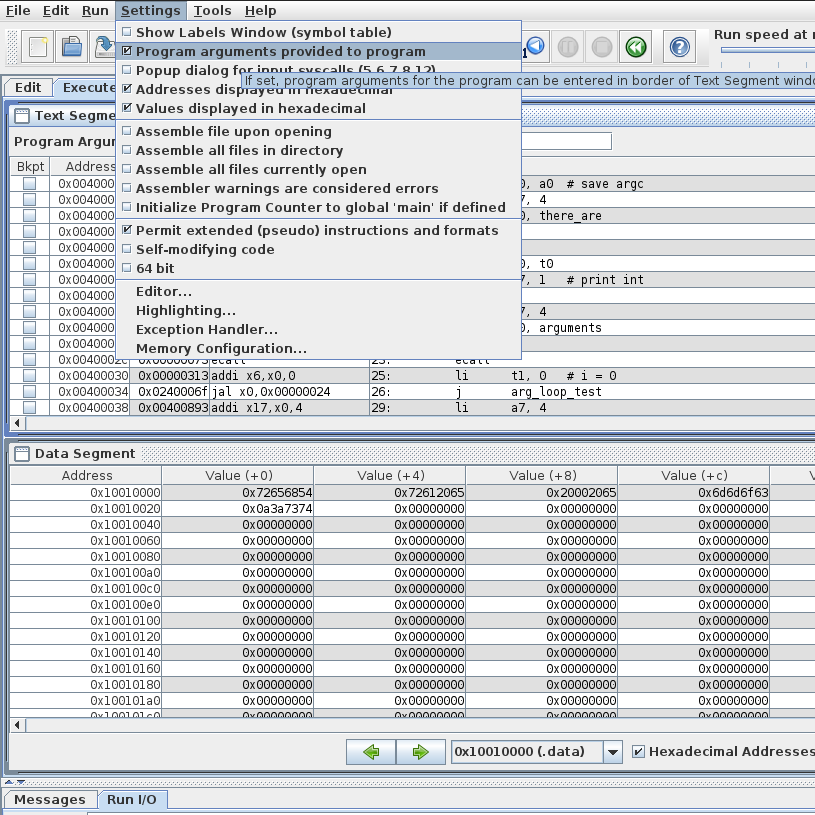 File Edit Run Settings Tools Help
Show Labels Window (symbol table)
Program arguments provided to program
Popup dialog for input syscalls (5,6,7,8,12)
If set, program arguments for the program can be entered in border of Text Segment windo
Addresses displayed in hexadecimal
Values displayed in hexadecimal
Assemble file upon opening
Assemble all files in directory
Assemble all files currently open
Assembler warnings are considered errors
Initialize Program Counter to global 'main' if defined
Permit extended (pseudo) instructions and formats
Self-modifying code
64 bit
Editor...
Highlighting...
Exception Handler...
Memory Configuration...
Run speed at
Edit Execute
Text Segme
Program Argur
Bkpt Address
0x004000 0, a0 # save argc
0x004000 7, 4
0x004000 0, there_are
0x004000
0x004000
0x004000 0, t0
0x004000 7, 1 # print int
0x004000
0x004000 7, 4
0x004000 0, arguments
0x004000
0x0040002c 0x00000073 ecall 23: ecall
0x00400030 0x00000313 addi x6,x0,0 25: li t1, 0 # i = 0
0x00400034 0x0240006f jal x0,0x00000024 26: j arg_loop_test
0x00400038 0x00400893 addi x17,x0,4 29: li a7, 4
Data Segment
Address Value (+0) Value (+4) Value (+8) Value (+c)
0x10010000 0x72656854 0x72612065 0x20002065 0x6d6d6f63
0x10010020 0x0a3a7374 0x00000000 0x00000000 0x00000000
0x10010040 0x00000000 0x00000000 0x00000000 0x00000000
0x10010060 0x00000000 0x00000000 0x00000000 0x00000000
0x10010080 0x00000000 0x00000000 0x00000000 0x00000000
0x100100a0 0x00000000 0x00000000 0x00000000 0x00000000
0x100100c0 0x00000000 0x00000000 0x00000000 0x00000000
0x100100e0 0x00000000 0x00000000 0x00000000 0x00000000
0x10010100 0x00000000 0x00000000 0x00000000 0x00000000
0x10010120 0x00000000 0x00000000 0x00000000 0x00000000
0x10010140 0x00000000 0x00000000 0x00000000 0x00000000
0x10010160 0x00000000 0x00000000 0x00000000 0x00000000
0x10010180 0x00000000 0x00000000 0x00000000 0x00000000
0x100101a0 0x00000000 0x00000000 0x00000000 0x00000000
0x100101c0 0x00000000 0x00000000 0x00000000 0x00000000
0x10010000 (.data) Hexadecimal Addresses
Messages Run I/O